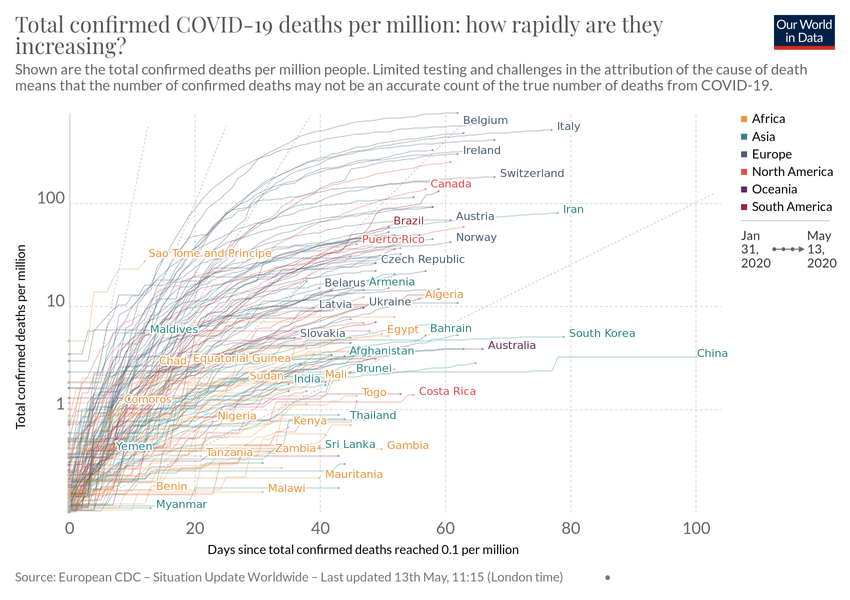 Total confirmed COVID-19 deaths per million: how rapidly are they
increasing?
Our World
in Data
Shown are the total confirmed deaths per million people. Limited testing and challenges in the attribution of the cause of death
means that the number of confirmed deaths may not be an accurate count of the true number of deaths from COVID-19.
Belgium
Italy
Ireland
Switzerland
Canada
Iran
Brazil
Austria
Puerto Rico
Norway
Sao Tome and Principe
Czech Republic
Belarus
Armenia
Algeria
Latvia
Ukraine
Maldives
Slovakia
Egypt
Bahrain
South Korea
Australia
Afghanistan
China
Chad
Equatorial Guinea
Brunei
Sudan
India
Mali
Togo
Costa Rica
Comoros
Nigeria
Kenya
Thailand
Yemen
Tanzania
Zambia
Sri Lanka
Gambia
Mauritania
Benin
Malawi
Myanmar
100
10
1
Total confirmed deaths per million
0
20
40
60
80
100
Days since total confirmed deaths reached 0.1 per million
Africa
Asia
Europe
North America
Oceania
South America
Jan
31,
2020
May
13,
2020
Source: European CDC – Situation Update Worldwide – Last updated 13th May, 11:15 (London time)